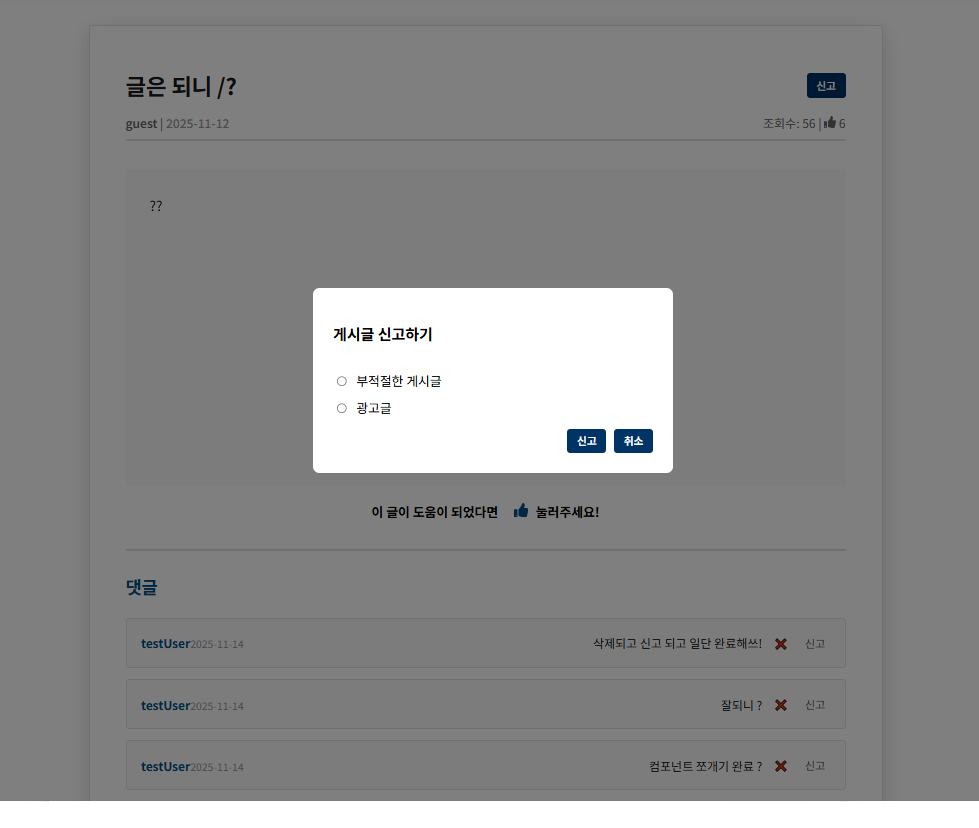 글은 되니 /?
신고
guest | 2025-11-12
조회수: 56 | 6
??
게시글 신고하기
부적절한 게시글
광고글
신고 취소
이 글이 도움이 되었다면 눌러주세요!
댓글
testUser2025-11-14 삭제되고 신고 되고 일단 완료해쓰! 신고
testUser2025-11-14 잘되니 ? 신고
testUser2025-11-14 컴포넌트 쪼개기 완료 ? 신고